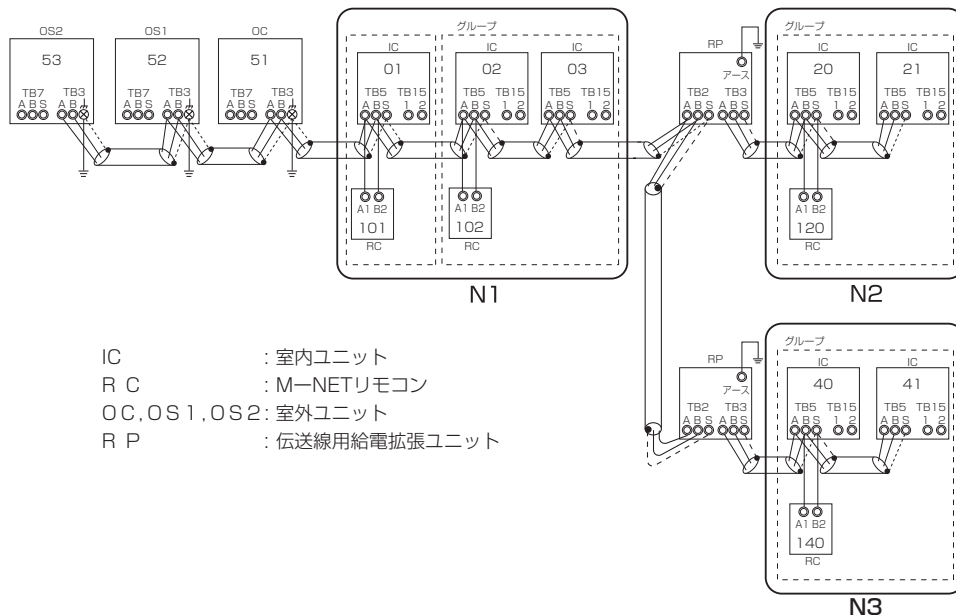 OS2 OS1 OC
53 52 51
TB7 TB3 TB7 TB3 TB7 TB3
A B S A B A B S A B A B S A B
グループ
IC IC IC
01 02 03
TB5 TB15 TB5 TB15 TB5 TB15
A B S 1 2 A B S 1 2 A B S 1 2
A1 B2 A1 B2
101 102
RC RC
N1
RP
アース
TB2 TB3
A B S A B S
グループ
IC IC
20 21
TB5 TB15 TB5 TB15
A B S 1 2 A B S 1 2
A1 B2
120
RC
N2
IC : 室内ユニット
R C : M−NETリモコン
OC,OS1,OS2: 室外ユニット
R P : 伝送線用給電拡張ユニット
RP
アース
TB2 TB3
A B S A B S
グループ
IC IC
40 41
TB5 TB15 TB5 TB15
A B S 1 2 A B S 1 2
A1 B2
140
RC
N3